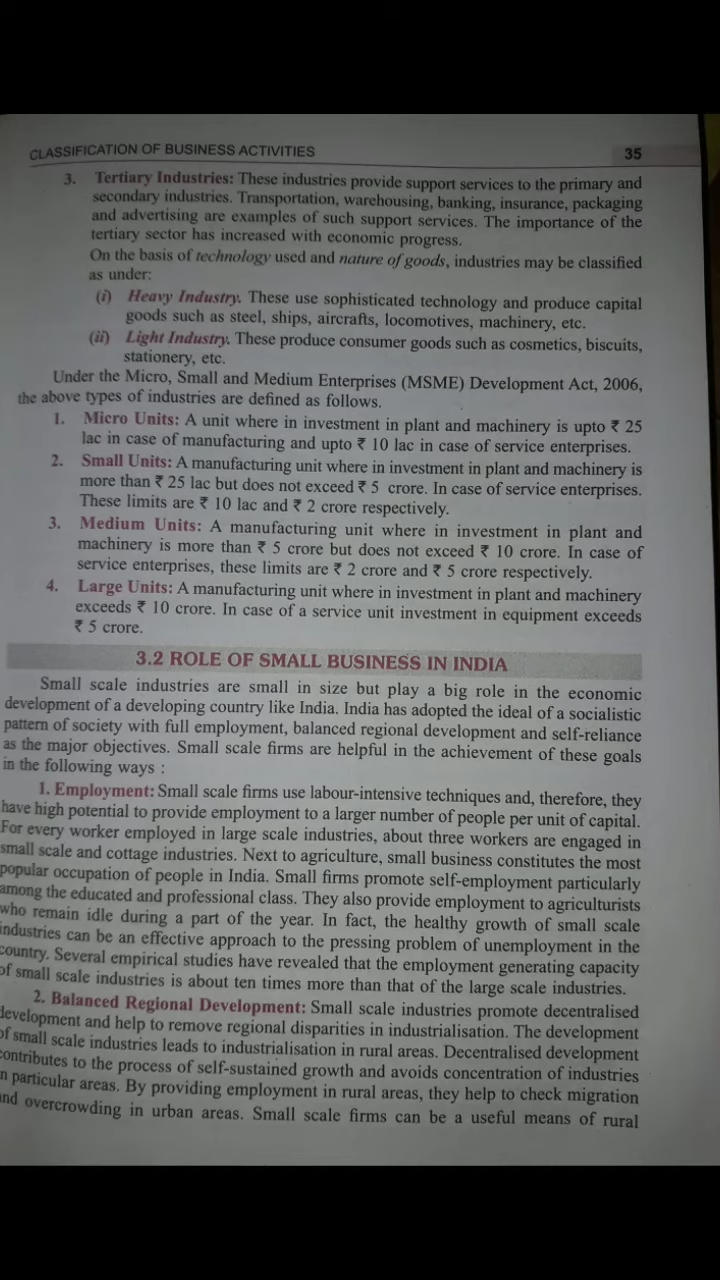 CLASSIFICATION OF BUSINESS ACTIVITIES 35
3. Tertiary Industries: These industries provide support services to the primary and
secondary industries. Transportation, warehousing, banking, insurance, packaging
and advertising are examples of such support services. The importance of the
tertiary sector has increased with economic progress.
On the basis of technology used and nature of goods, industries may be classified
as under:
(i) Heavy Industry. These use sophisticated technology and produce capital
goods such as steel, ships, aircrafts, locomotives, machinery, etc.
(ii) Light Industry. These produce consumer goods such as cosmetics, biscuits,
stationery, etc.
Under the Micro, Small and Medium Enterprises (MSME) Development Act, 2006,
the above types of industries are defined as follows.
1. Micro Units: A unit where in investment in plant and machinery is upto ₹ 25
lac in case of manufacturing and upto ₹ 10 lac in case of service enterprises.
2. Small Units: A manufacturing unit where in investment in plant and machinery is
more than ₹ 25 lac but does not exceed ₹ 5 crore. In case of service enterprises.
These limits are ₹ 10 lac and ₹ 2 crore respectively.
3. Medium Units: A manufacturing unit where in investment in plant and
machinery is more than ₹ 5 crore but does not exceed ₹ 10 crore. In case of
service enterprises, these limits are ₹ 2 crore and ₹ 5 crore respectively.
4. Large Units: A manufacturing unit where in investment in plant and machinery
exceeds ₹ 10 crore. In case of a service unit investment in equipment exceeds
₹ 5 crore.
3.2 ROLE OF SMALL BUSINESS IN INDIA
Small scale industries are small in size but play a big role in the economic
development of a developing country like India. India has adopted the ideal of a socialistic
pattern of society with full employment, balanced regional development and self-reliance
as the major objectives. Small scale firms are helpful in the achievement of these goals
in the following ways :
1. Employment: Small scale firms use labour-intensive techniques and, therefore, they
have high potential to provide employment to a larger number of people per unit of capital.
For every worker employed in large scale industries, about three workers are engaged in
small scale and cottage industries. Next to agriculture, small business constitutes the most
popular occupation of people in India. Small firms promote self-employment particularly
among the educated and professional class. They also provide employment to agriculturists
who remain idle during a part of the year. In fact, the healthy growth of small scale
industries can be an effective approach to the pressing problem of unemployment in the
country. Several empirical studies have revealed that the employment generating capacity
of small scale industries is about ten times more than that of the large scale industries.
2. Balanced Regional Development: Small scale industries promote decentralised
development and help to remove regional disparities in industrialisation. The development
of small scale industries leads to industrialisation in rural areas. Decentralised development
contributes to the process of self-sustained growth and avoids concentration of industries
n particular areas. By providing employment in rural areas, they help to check migration
and overcrowding in urban areas. Small scale firms can be a useful means of rural